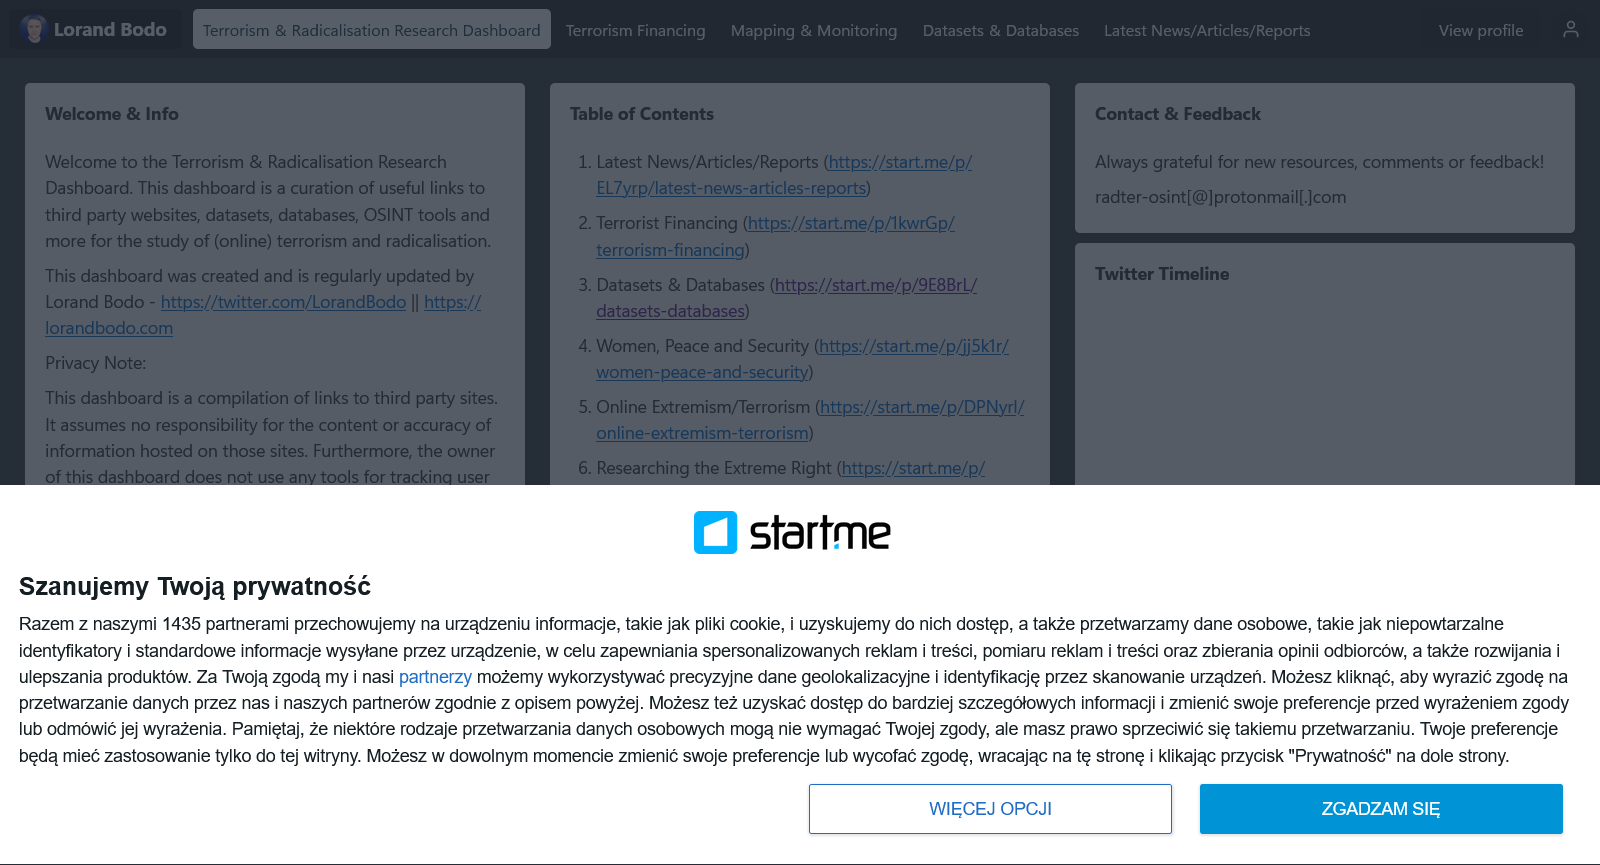 Lorand Bodo
Terrorism & Radicalisation Research Dashboard
Terrorism Financing
Mapping & Monitoring
Datasets & Databases
Latest News/Articles/Reports
View profile
Welcome & Info
Welcome to the Terrorism & Radicalisation Research
Dashboard. This dashboard is a curation of useful links to
third party websites, datasets, databases, OSINT tools and
more for the study of (online) terrorism and radicalisation.
This dashboard was created and is regularly updated by
Lorand Bodo - https://twitter.com/LorandBodo || https://
lorandbodo.com
Privacy Note:
This dashboard is a compilation of links to third party sites.
It assumes no responsibility for the content or accuracy of
information hosted on those sites. Furthermore, the owner
of this dashboard does not use any tools for tracking user
Table of Contents
1. Latest News/Articles/Reports (https://start.me/p/
EL7yrp/latest-news-articles-reports)
2. Terrorist Financing (https://start.me/p/1kwrGp/
terrorism-financing)
3. Datasets & Databases (https://start.me/p/9E8BrL/
datasets-databases)
4. Women, Peace and Security (https://start.me/p/jj5k1r/
women-peace-and-security)
5. Online Extremism/Terrorism (https://start.me/p/DPNyrl/
online-extremism-terrorism)
6. Researching the Extreme Right (https://start.me/p/
Contact & Feedback
Always grateful for new resources, comments or feedback!
radter-osint[@]protonmail[.]com
Twitter Timeline
start.me
Szanujemy Twoją prywatność
Razem z naszymi 1435 partnerami przechowujemy na urządzeniu informacje, takie jak pliki cookie, i uzyskujemy do nich dostęp, a także przetwarzamy dane osobowe, takie jak niepowtarzalne
identyfikatory i standardowe informacje wysyłane przez urządzenie, w celu zapewniania spersonalizowanych reklam i treści, pomiaru reklam i treści oraz zbierania opinii odbiorców, a także rozwijania i
ulepszania produktów. Za Twoją zgodą my i nasi partnerzy możemy wykorzystywać precyzyjne dane geolokalizacyjne i identyfikację przez skanowanie urządzeń. Możesz kliknąć, aby wyrazić zgodę na
przetwarzanie danych przez nas i naszych partnerów zgodnie z opisem powyżej. Możesz też uzyskać dostęp do bardziej szczegółowych informacji i zmienić swoje preferencje przed wyrażeniem zgody
lub odmówić jej wyrażenia. Pamiętaj, że niektóre rodzaje przetwarzania danych osobowych mogą nie wymagać Twojej zgody, ale masz prawo sprzeciwić się takiemu przetwarzaniu. Twoje preferencje
będą mieć zastosowanie tylko do tej witryny. Możesz w dowolnym momencie zmienić swoje preferencje lub wycofać zgodę, wracając na tę stronę i klikając przycisk "Prywatność" na dole strony.
WIĘCEJ OPCJI
ZGADZAM SIĘ